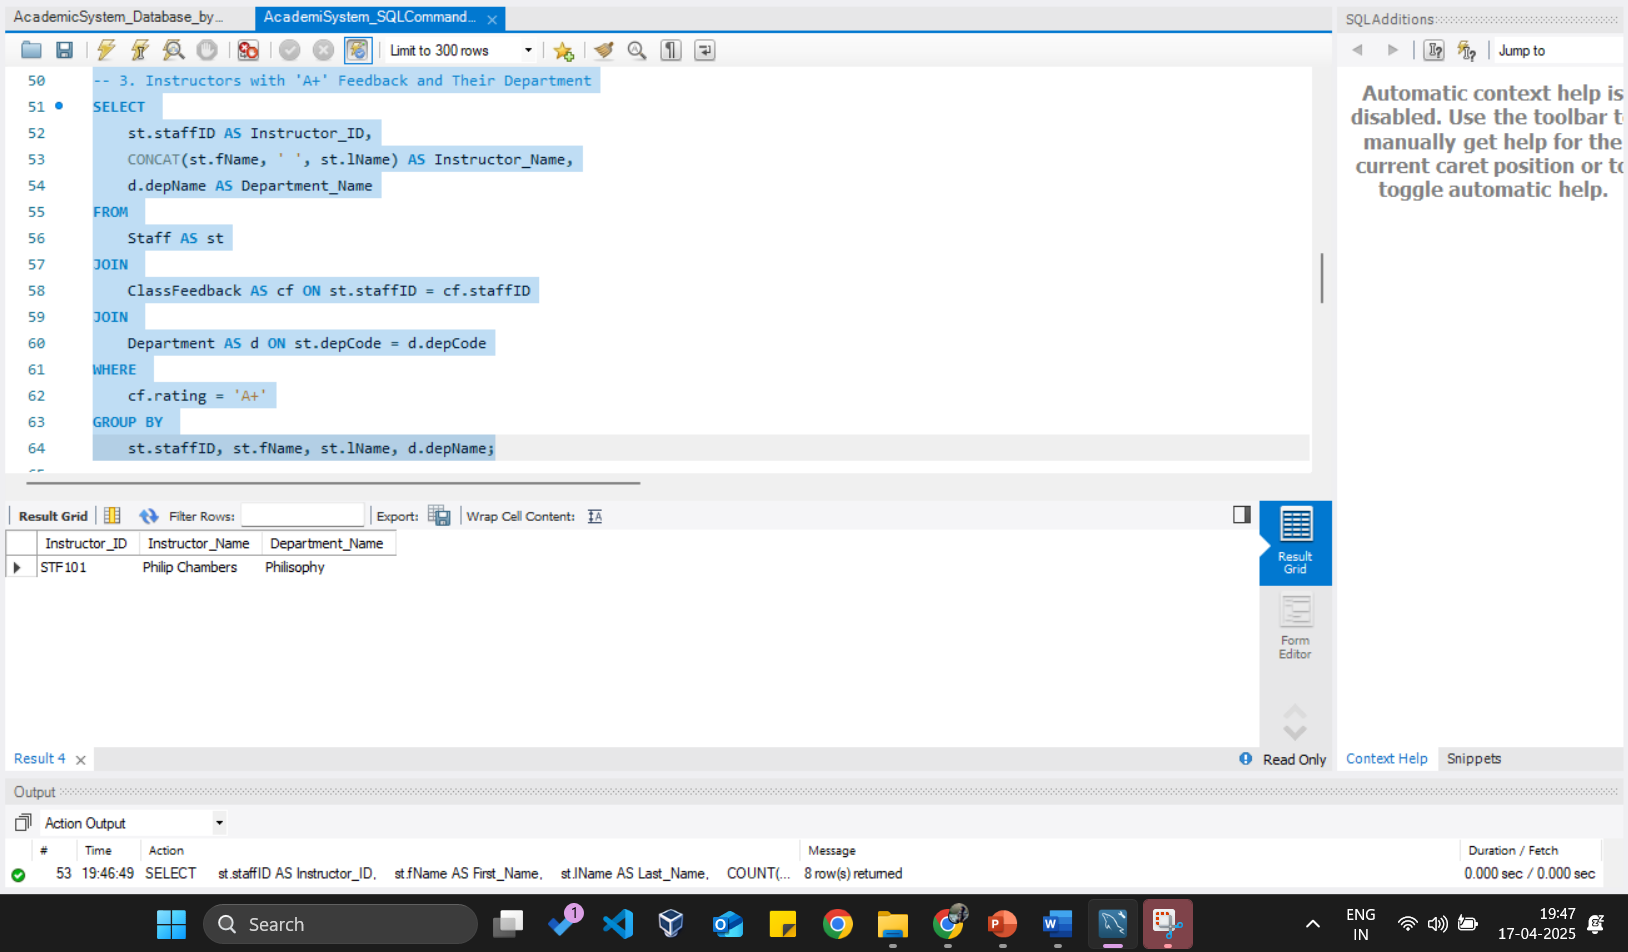 AcademicSystem_Database_by...
AcademiSystem_SQLCommand...
Limit to 300 rows
50 -- 3. Instructors with 'A+' Feedback and Their Department
51 SELECT
52 st.staffID AS Instructor_ID,
53 CONCAT(st.fName, ' ', st.lName) AS Instructor_Name,
54 d.depName AS Department_Name
55 FROM
56 Staff AS st
57 JOIN
58 ClassFeedback AS cf ON st.staffID = cf.staffID
59 JOIN
60 Department AS d ON st.depCode = d.depCode
61 WHERE
62 cf.rating = 'A+'
63 GROUP BY
64 st.staffID, st.fName, st.lName, d.depName;
SQLAdditions
Jump to
Automatic context help is
disabled. Use the toolbar t
manually get help for the
current caret position or to
toggle automatic help.
Result Grid Filter Rows: Export: Wrap Cell Content: IA
Instructor_ID Instructor_Name Department_Name
STF101 Philip Chambers Philisophy
Result
Grid
Form
Editor
Result 4
Read Only
Context Help Snippets
Output
Action Output
# Time Action Message Duration / Fetch
53 19:46:49 SELECT st.staffID AS Instructor_ID, st.fName AS First_Name, st.lName AS Last_Name, COUNT(... 8 row(s) returned 0.000 sec / 0.000 sec
Search
1
ENG
IN
19:47
17-04-2025